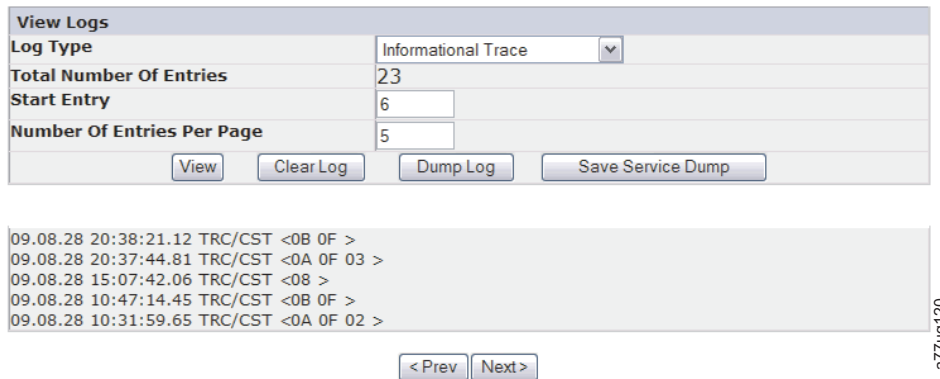 View Logs
Log Type Informational Trace
Total Number Of Entries 23
Start Entry 6
Number Of Entries Per Page 5
View Clear Log Dump Log Save Service Dump
09.08.28 20:38:21.12 TRC/CST <0B 0F >
09.08.28 20:37:44.81 TRC/CST <0A 0F 03 >
09.08.28 15:07:42.06 TRC/CST <08 >
09.08.28 10:47:14.45 TRC/CST <0B 0F >
09.08.28 10:31:59.65 TRC/CST <0A 0F 02 >
< Prev Next >